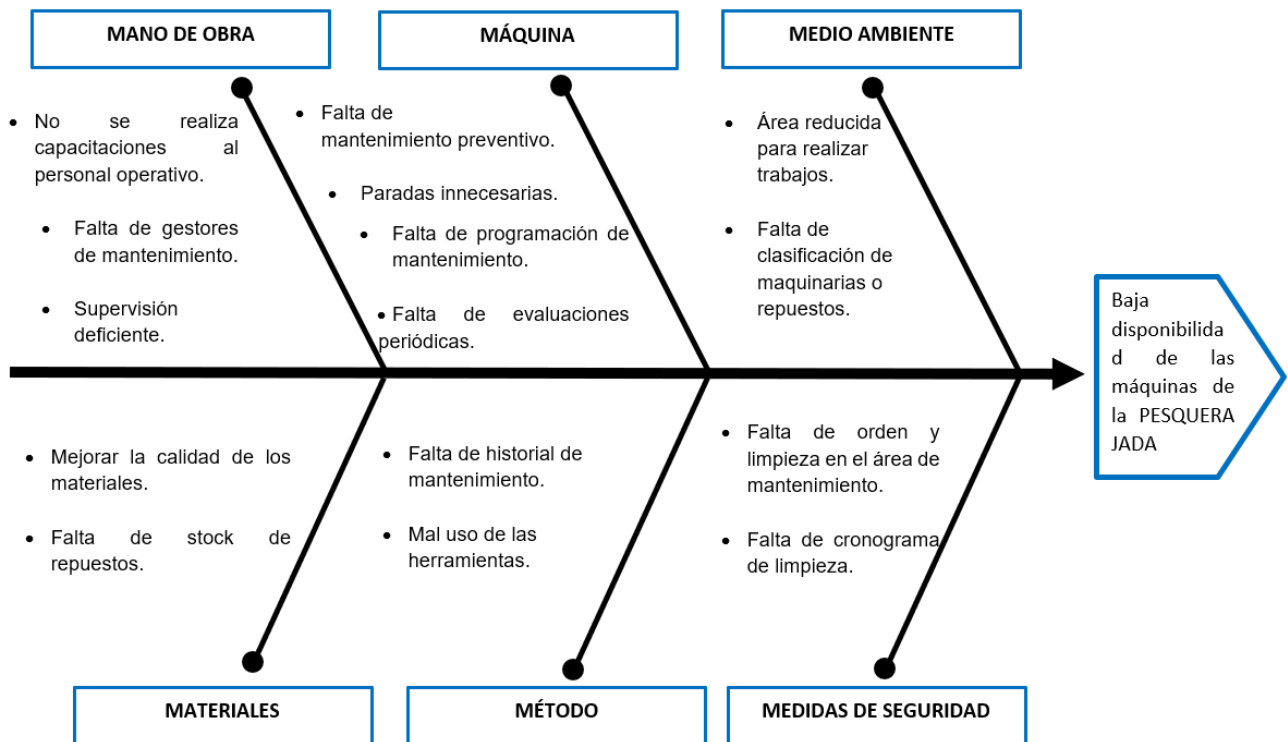 MANO DE OBRA
MÁQUINA
MEDIO AMBIENTE
• No se realiza
capacitaciones al
personal operativo.
• Falta de gestores
de mantenimiento.
• Supervisión
deficiente.
• Falta de
mantenimiento preventivo.
• Paradas innecesarias.
• Falta de programación de
mantenimiento.
• Falta de evaluaciones
periódicas.
• Área reducida
para realizar
trabajos.
• Falta de
clasificación de
maquinarias o
repuestos.
Baja
disponibilida
d de las
máquinas de
la PESQUERA
JADA
• Mejorar la calidad de los
materiales.
• Falta de stock de
repuestos.
• Falta de historial de
mantenimiento.
• Mal uso de las
herramientas.
• Falta de orden y
limpieza en el área de
mantenimiento.
• Falta de cronograma
de limpieza.
MATERIALES
MÉTODO
MEDIDAS DE SEGURIDAD